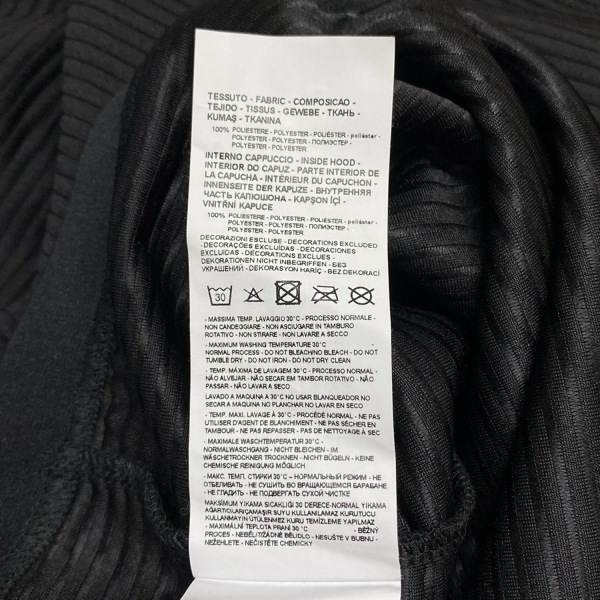 TESSUTO - FABRIC - COMPOSICAO -
TEJIDO - TISSUS - GEWEBE - ТКАНЬ -
KUMAŞ - TKANINA
100% POLIESTERE - POLYESTER - POLIÉSTER - poliéster -
POLYESTER - POLYESTER - ПОЛИЭСТЕР -
POLYESTER - POLYESTER
INTERNO CAPPUCCIO - INSIDE HOOD -
INTERIOR DO CAPUZ - PARTE INTERIOR DE
LA CAPUCHA - INTÉRIEUR DU CAPUCHON -
INNENSEITE DER KAPUZE - ВНУТРЕННЯЯ
ЧАСТЬ КАПЮШОНА - KAPŞON İÇİ -
VNITŘNÍ KAPUCE
100% POLIESTERE - POLYESTER - POLIÉSTER - poliéster -
POLYESTER - POLYESTER - ПОЛИЭСТЕР -
POLYESTER - POLYESTER
DECORAZIONI ESCLUSE - DECORATIONS EXCLUDED
- DECORAÇÕES EXCLUÍDAS - DECORACIONES
EXCLUIDAS - DÉCORATIONS EXCLUES -
DEKORATIONEN NICHT INBEGRIFFEN - БЕЗ
УКРАШЕНИЙ - DEKORASYON HARİÇ - BEZ DEKORACÍ
30
- MASSIMA TEMP. LAVAGGIO 30°C - PROCESSO NORMALE -
NON CANDEGGIARE - NON ASCIUGARE IN TAMBURO
ROTATIVO - NON STIRARE - NON LAVARE A SECCO
- MAXIMUM WASHING TEMPERATURE 30°C
NORMAL PROCESS - DO NOT BLEACH\NO BLEACH - DO NOT
TUMBLE DRY - DO NOT IRON - DO NOT DRY CLEAN
- TEMP. MÁXIMA DE LAVAGEM 30°C - PROCESSO NORMAL -
NÃO ALVEJAR - NÃO SECAR EM TAMBOR ROTATIVO - NÃO
PASSAR - NÃO LAVAR A SECO
LAVADO A MAQUINA A 30°C NO USAR BLANQUEADOR NO
SECAR A MAQUINA NO PLANCHAR NO LAVAR EN SECO
- TEMP. MAXI. LAVAGE Á 30°C - PROCÉDÉ NORMAL - NE PAS
UTILISER D'AGENT DE BLANCHIMENT - NE PAS SÉCHER EN
TAMBOUR - NE PAS REPASSER - PAS DE NETTOYAGE À SEC
- MAXIMALE WASCHTEMPERATUR 30°C -
NORMALWASCHGANG - NICHT BLEICHEN - IM
WÄSCHETROCKNER TROCKNEN - NICHT BÜGELN - KEINE
CHEMISCHE REINIGUNG MÖGLICH
- МАКС. ТЕМП. СТИРКИ 30°C – НОРМАЛЬНЫЙ РЕЖИМ - НЕ
ОТБЕЛИВАТЬ - НЕ СУШИТЬ ВО ВРАЩАЮЩЕМСЯ БАРАБАНЕ
- НЕ ГЛАДИТЬ - НЕ ПОДВЕРГАТЬ СУХОЙ ЧИСТКЕ
MAKSİMUM YIKAMA SICAKLIĞI 30 DERECE-NORMAL YIKAMA
AĞARTICI/ÇAMAŞIR SUYU KULLANILAMAZ KURUTUCU
KULLANMAYIN ÜTÜLENMEZ KURU TEMİZLEME YAPILMAZ
- MAXIMÁLNÍ TEPLOTA PRANÍ 30 °C - BĚŽNÝ
PROCES - NEBĚLIT/ŽÁDNÉ BĚLIDLO - NESUŠTE V BUBNU -
NEŽEHLETE - NEČISTĚTE CHEMICKY